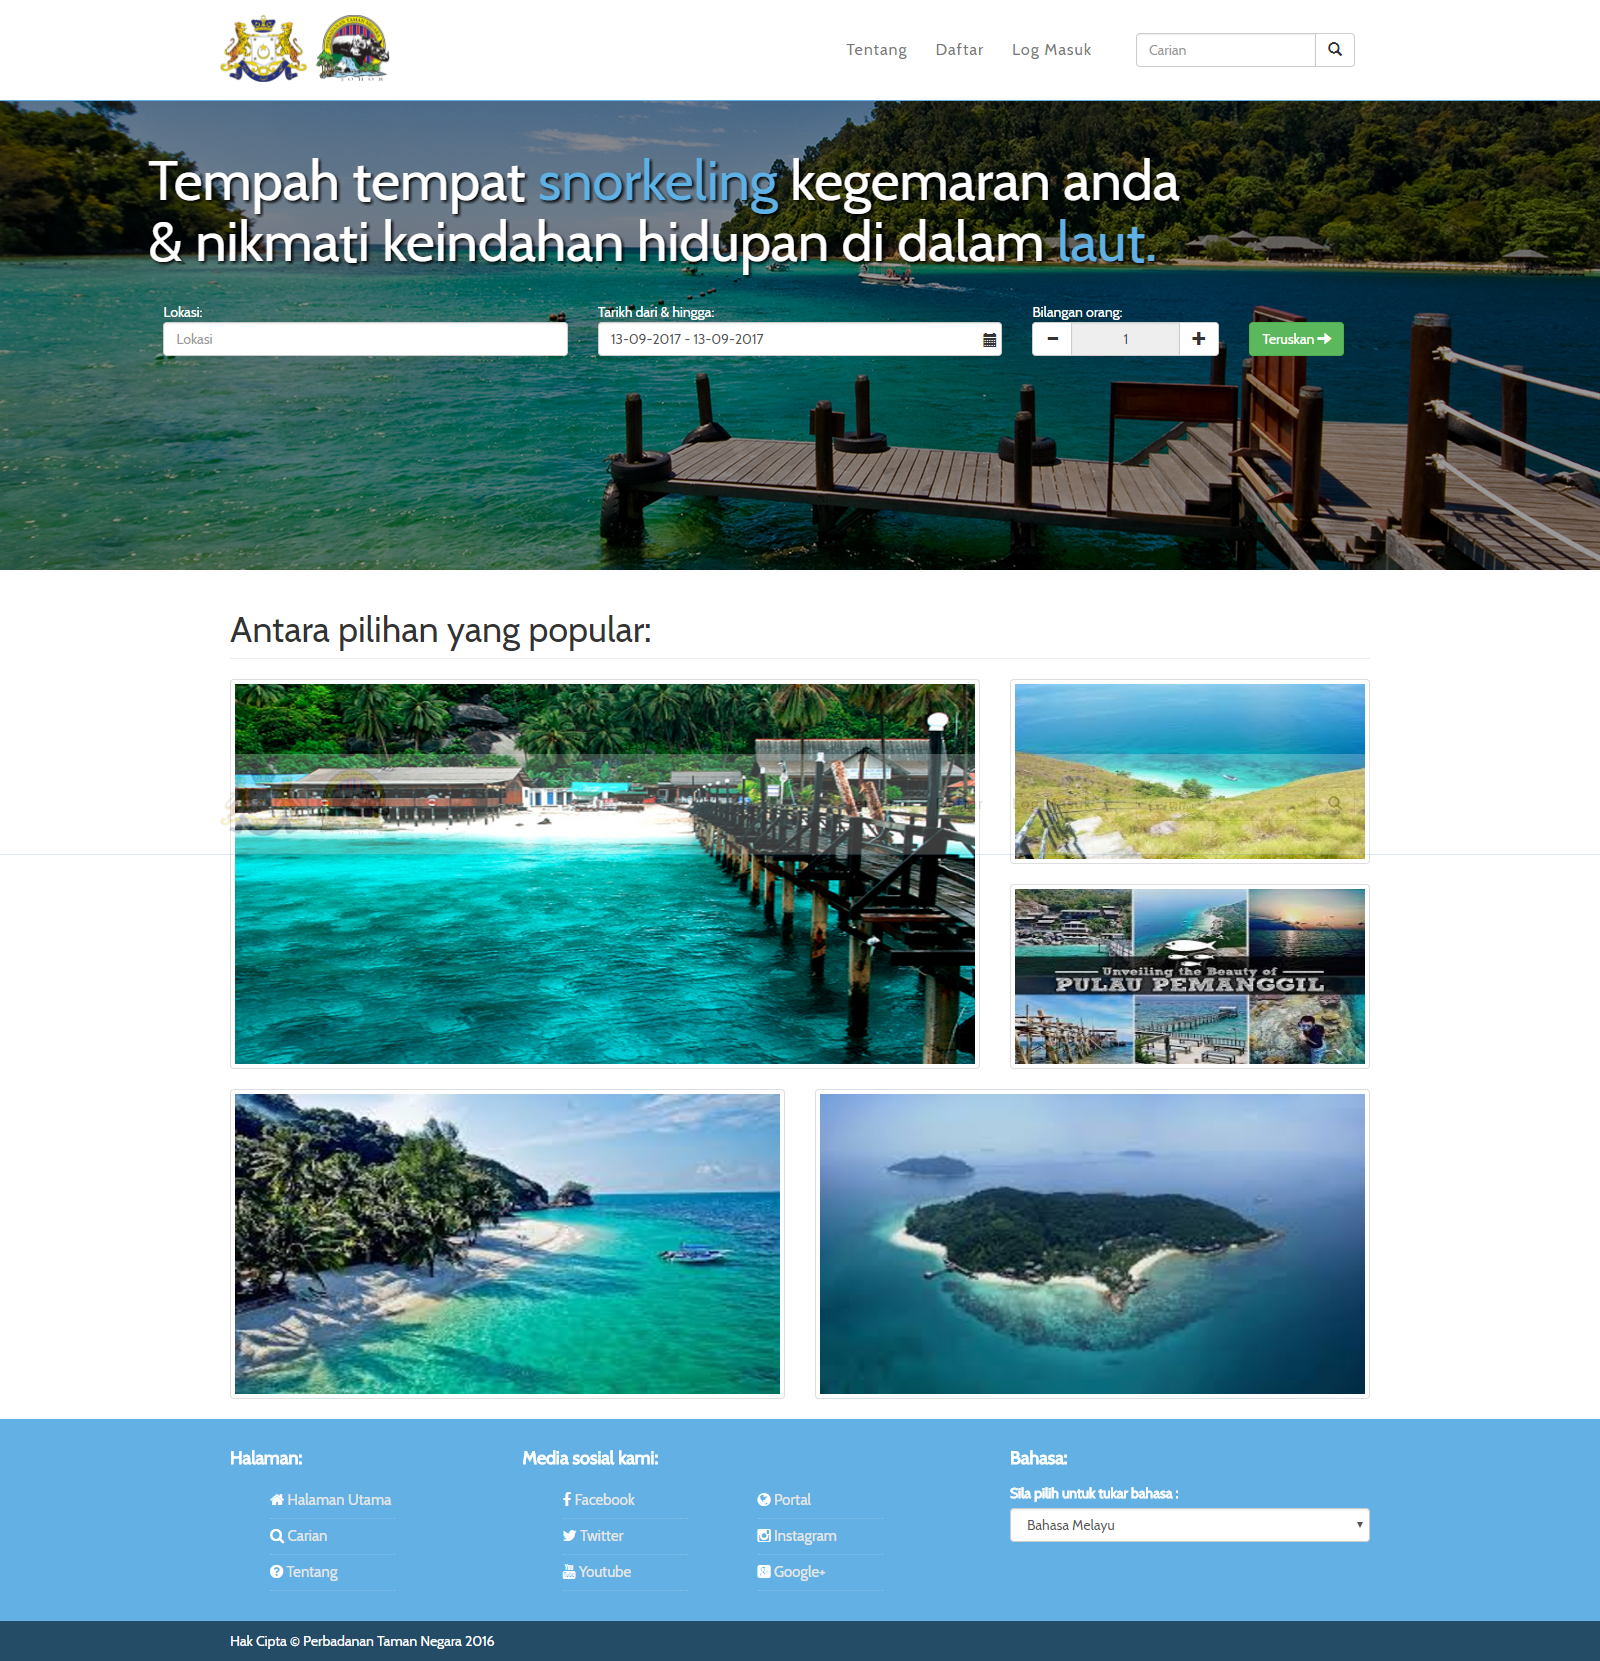 JOHOR
Tentang
Daftar
Log Masuk
Carian
Tempah tempat snorkeling kegemaran anda
& nikmati keindahan hidupan di dalam laut.
Lokasi:
Tarikh dari & hingga:
Bilangan orang:
Lokasi
13-09-2017 - 13-09-2017
1
Teruskan
Antara pilihan yang popular:
Log Masuk
Unveiling the Beauty of
PULAU PEMANGGIL
Halaman:
Halaman Utama
Carian
Tentang
Media sosial kami:
Facebook
Twitter
Youtube
Portal
Instagram
Google+
Bahasa:
Sila pilih untuk tukar bahasa :
Bahasa Melayu
Hak Cipta © Perbadanan Taman Negara 2016